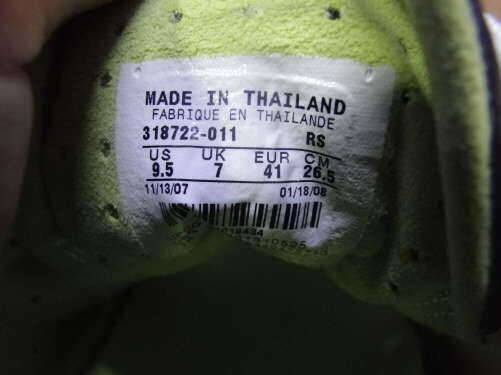 MADE IN THAILAND
FABRIQUE EN THAILANDE
318722-011 RS
US UK EUR CM
9.5 7 41 26.5
11/13/07 01/18/08